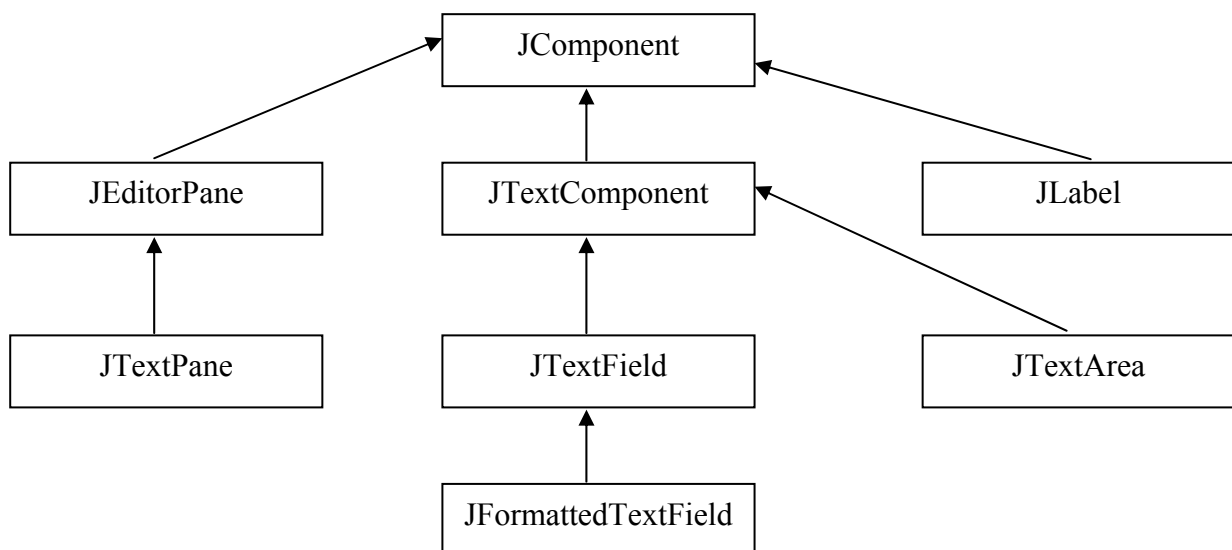 JComponent
JEditorPane
JTextComponent
JLabel
JTextPane
JTextField
JTextArea
JFormattedTextField